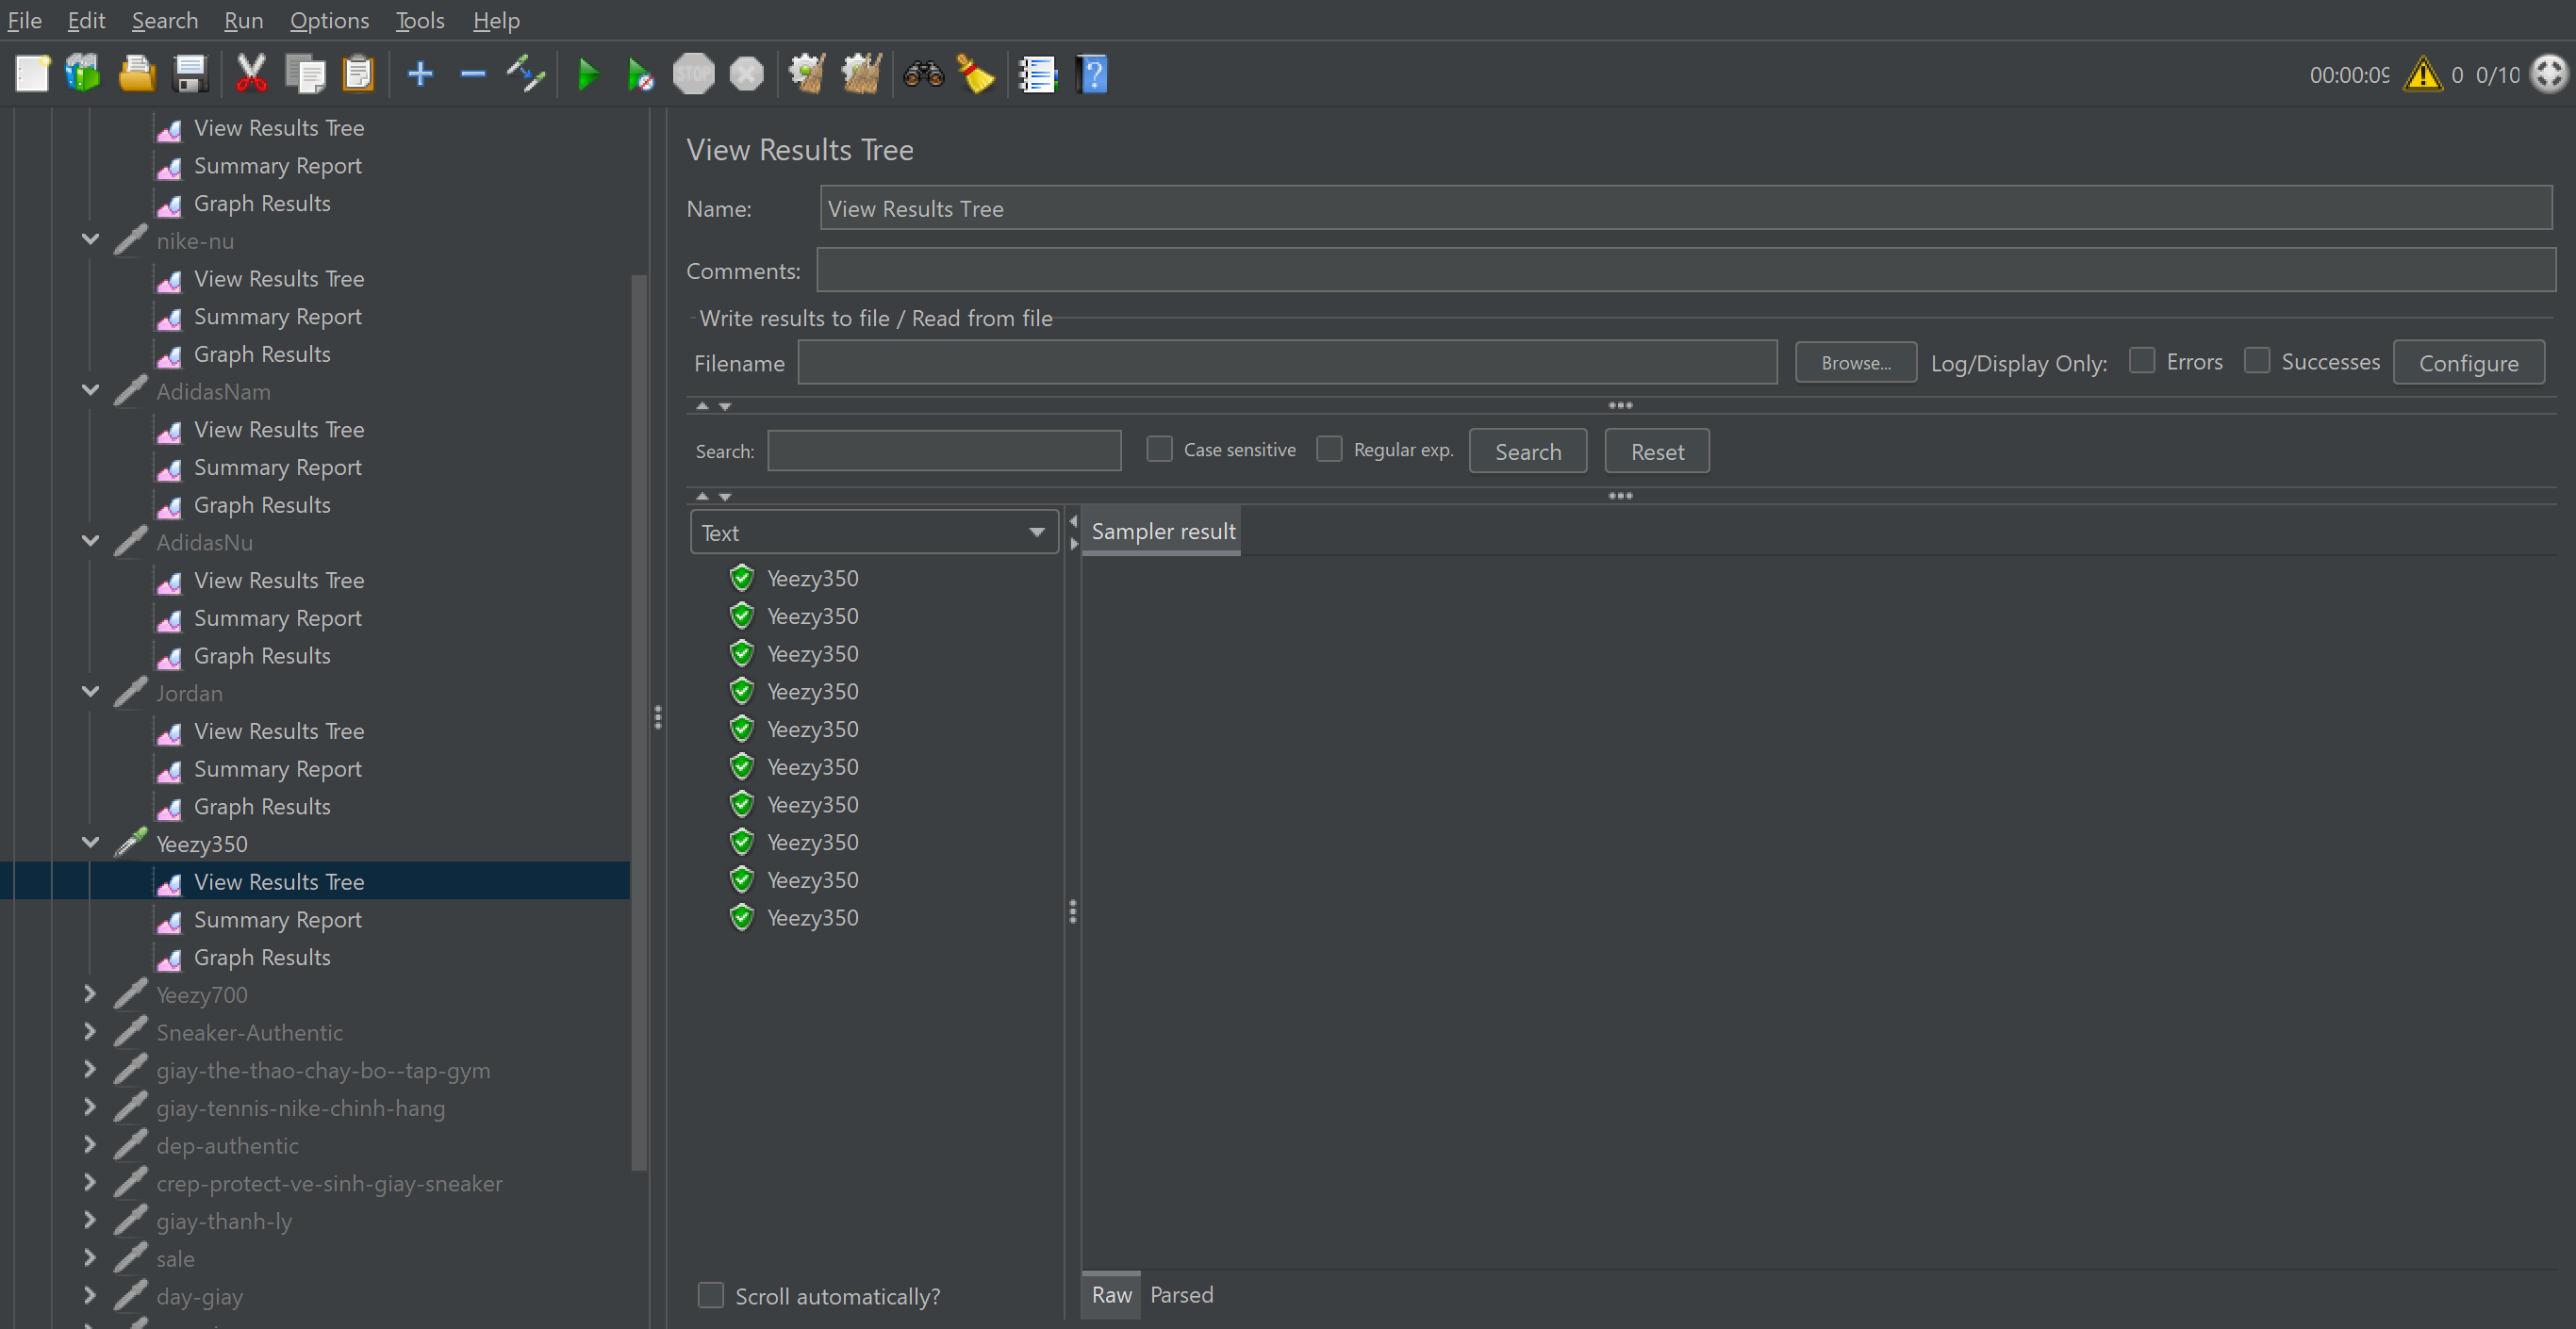 File Edit Search Run Options Tools Help
STOP
00:00:09 0 0/10
View Results Tree
Summary Report
Graph Results
nike-nu
View Results Tree
Summary Report
Graph Results
AdidasNam
View Results Tree
Summary Report
Graph Results
AdidasNu
View Results Tree
Summary Report
Graph Results
Jordan
View Results Tree
Summary Report
Graph Results
Yeezy350
View Results Tree
Summary Report
Graph Results
Yeezy700
Sneaker-Authentic
giay-the-thao-chay-bo--tap-gym
giay-tennis-nike-chinh-hang
dep-authentic
crep-protect-ve-sinh-giay-sneaker
giay-thanh-ly
sale
day-giay
View Results Tree
Name: View Results Tree
Comments:
Write results to file / Read from file
Filename Browse... Log/Display Only: Errors Successes Configure
Search: Case sensitive Regular exp. Search Reset
Text
Sampler result
Yeezy350
Yeezy350
Yeezy350
Yeezy350
Yeezy350
Yeezy350
Yeezy350
Yeezy350
Yeezy350
Yeezy350
Scroll automatically?
Raw Parsed